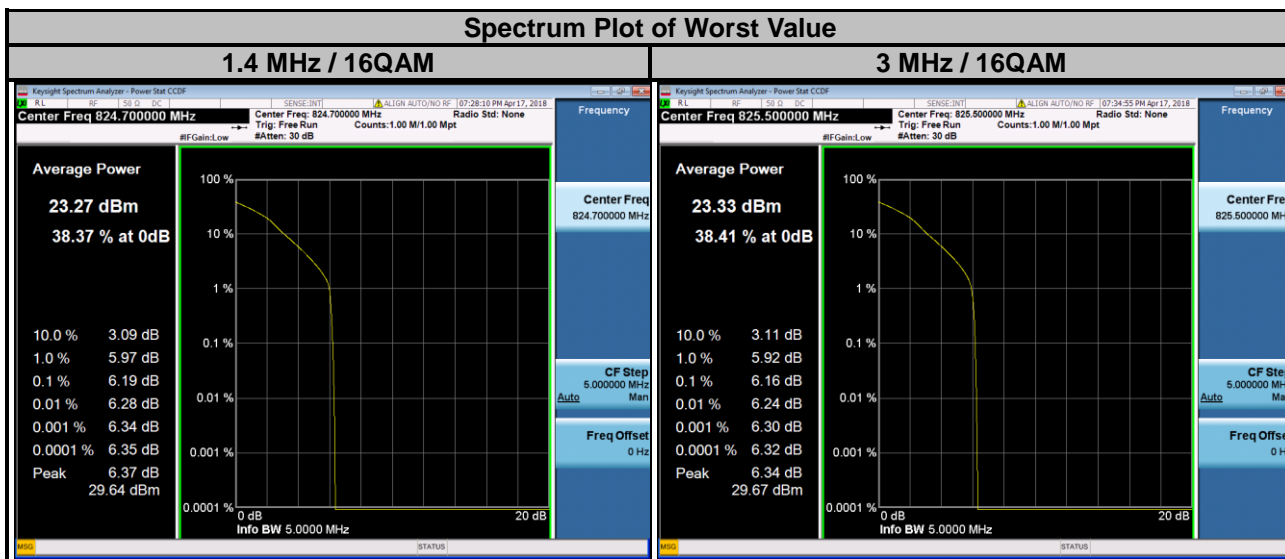 Spectrum Plot of Worst Value
1.4 MHz / 16QAM
3 MHz / 16QAM
Keysight Spectrum Analyzer - Power Stat CCDF
RL RF 50 Ω DC SENSE:INT ALIGN AUTO/NO RF 07:28:10 PM Apr 17, 2018
Center Freq 824.700000 MHz
Center Freq: 824.700000 MHz Radio Std: None
Trig: Free Run Counts:1.00 M/1.00 Mpt
#IFGain:Low #Atten: 30 dB
Frequency
Average Power
23.27 dBm
38.37 % at 0dB
10.0 % 3.09 dB
1.0 % 5.97 dB
0.1 % 6.19 dB
0.01 % 6.28 dB
0.001 % 6.34 dB
0.0001 % 6.35 dB
Peak 6.37 dB
29.64 dBm
100 %
10 %
1 %
0.1 %
0.01 %
0.001 %
0.0001 %
0 dB 20 dB
Info BW 5.0000 MHz
Center Freq
824.700000 MHz
CF Step
5.000000 MHz
Auto Man
Freq Offset
0 Hz
MSG STATUS
Keysight Spectrum Analyzer - Power Stat CCDF
RL RF 50 Ω DC SENSE:INT ALIGN AUTO/NO RF 07:34:55 PM Apr 17, 2018
Center Freq 825.500000 MHz
Center Freq: 825.500000 MHz Radio Std: None
Trig: Free Run Counts:1.00 M/1.00 Mpt
#IFGain:Low #Atten: 30 dB
Frequency
Average Power
23.33 dBm
38.41 % at 0dB
10.0 % 3.11 dB
1.0 % 5.92 dB
0.1 % 6.16 dB
0.01 % 6.24 dB
0.001 % 6.30 dB
0.0001 % 6.32 dB
Peak 6.34 dB
29.67 dBm
100 %
10 %
1 %
0.1 %
0.01 %
0.001 %
0.0001 %
0 dB 20 dB
Info BW 5.0000 MHz
Center Fre
825.500000 MH
CF Ste
5.000000 MH
Auto Ma
Freq Offse
0 H
MSG STATUS